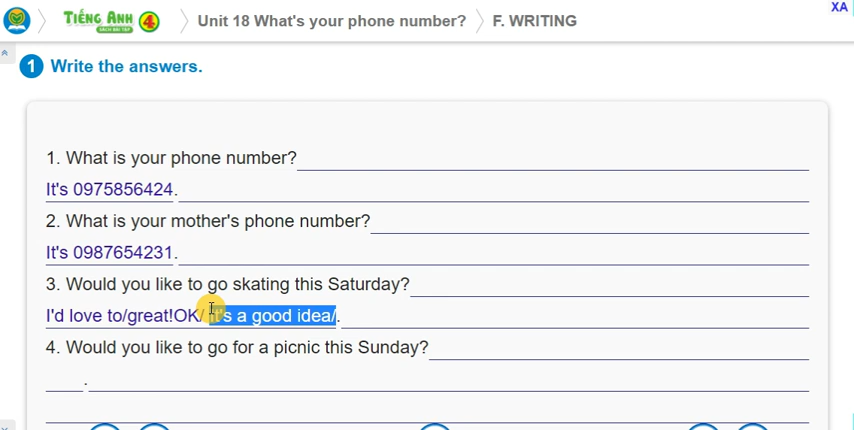 XA
TIẾNG ANH 4 Unit 18 What's your phone number? F. WRITING
SÁCH BÀI TẬP
1 Write the answers.
1. What is your phone number?
It's 0975856424.
2. What is your mother's phone number?
It's 0987654231.
3. Would you like to go skating this Saturday?
I'd love to/great!OK/ it's a good idea/.
4. Would you like to go for a picnic this Sunday?
.